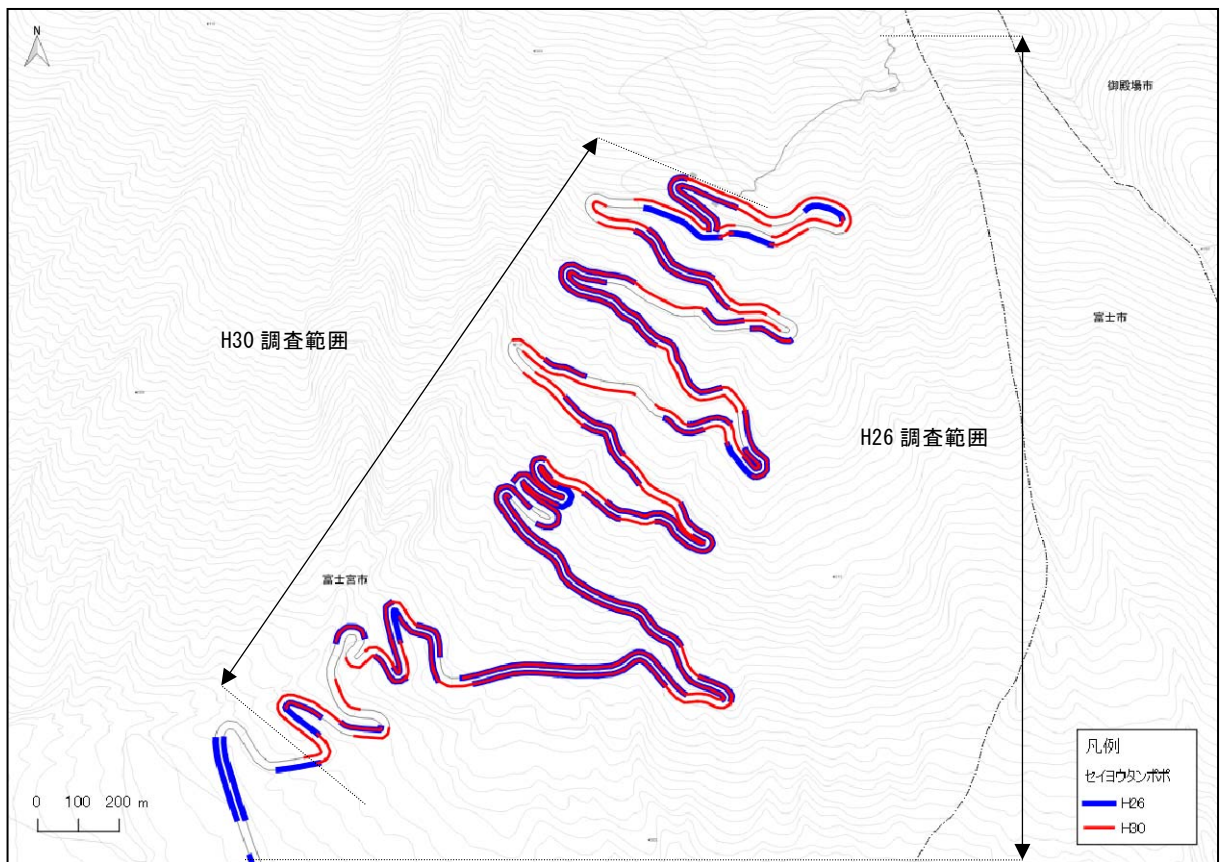 N
御殿場市
富士市
H30 調査範囲
H26 調査範囲
富士宮市
凡例
セイヨウタンポポ
H26
H30
0 100 200 m